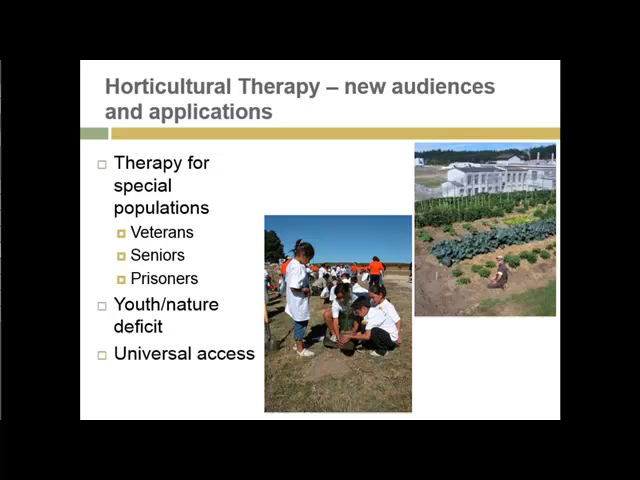 Horticultural Therapy – new audiences
and applications
Therapy for
special
populations
Veterans
Seniors
Prisoners
Youth/nature
deficit
Universal access